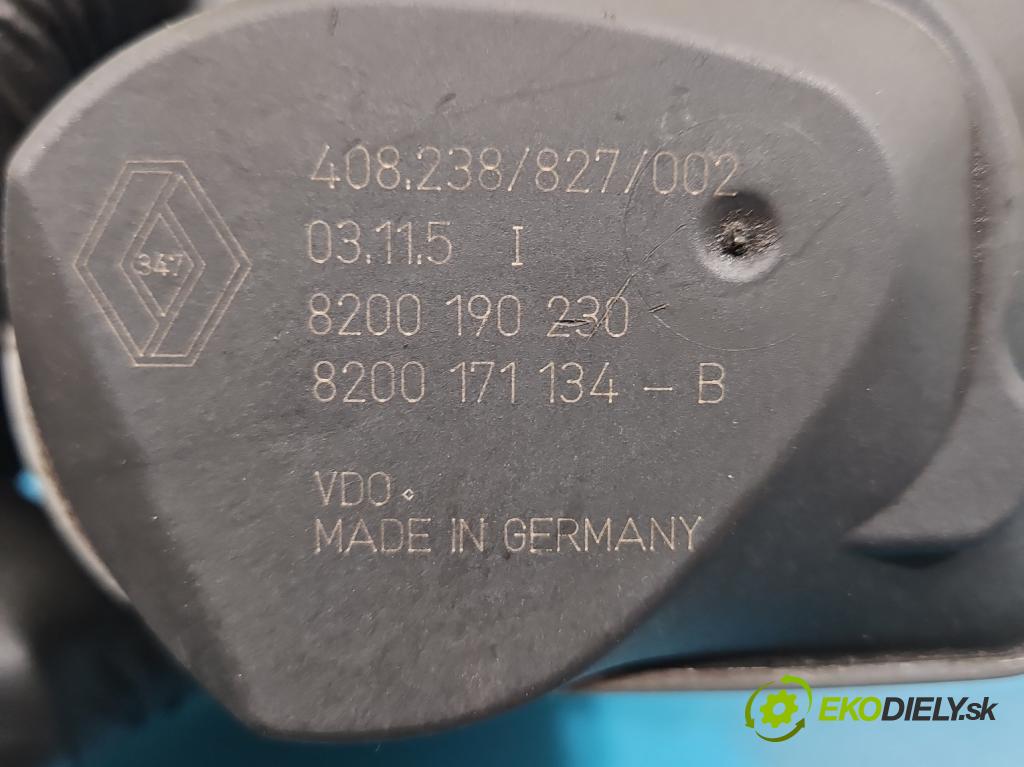 408.238/827/002
03.11.5 I
347
8200 190 230
8200 171 134 - B
VDO
MADE IN GERMANY
EKODIELY.sk